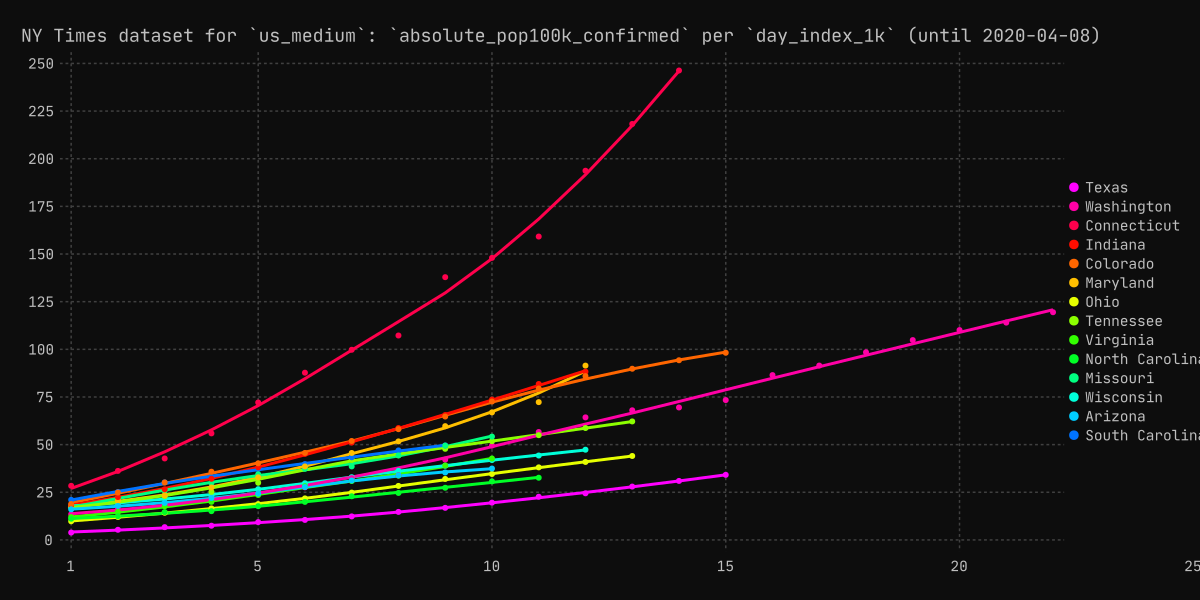 NY Times dataset for `us_medium`: `absolute_pop100k_confirmed` per `day_index_1k` (until 2020-04-08)
250
225
200
175
150
125
100
75
50
25
0
1 5 10 15 20 25
Texas
Washington
Connecticut
Indiana
Colorado
Maryland
Ohio
Tennessee
Virginia
North Carolina
Missouri
Wisconsin
Arizona
South Carolina